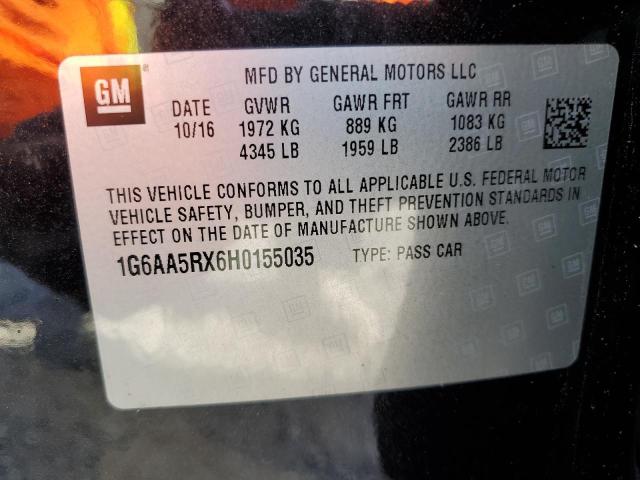 GM
MFD BY GENERAL MOTORS LLC
DATE GVWR GAWR FRT GAWR RR
10/16 1972 KG 889 KG 1083 KG
4345 LB 1959 LB 2386 LB
THIS VEHICLE CONFORMS TO ALL APPLICABLE U.S. FEDERAL MOTOR
VEHICLE SAFETY, BUMPER, AND THEFT PREVENTION STANDARDS IN
EFFECT ON THE DATE OF MANUFACTURE SHOWN ABOVE.
1G6AA5RX6H0155035 TYPE: PASS CAR